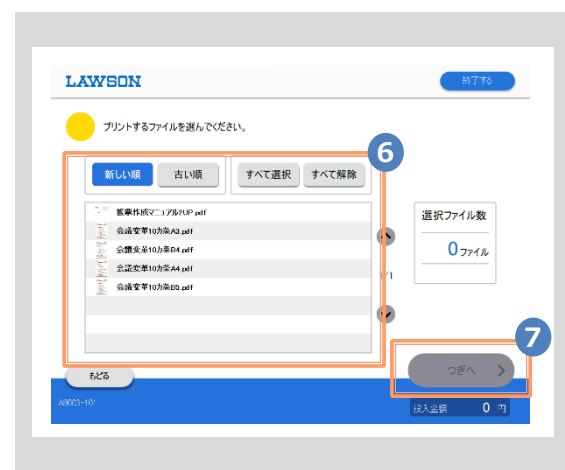 LAWSON
終了する
プリントするファイルを選んでください。
6
新しい順
古い順
すべて選択
すべて解除
帳票作成マニュアル2UP.pdf
会議変革10カ条A3.pdf
会議変革10カ条B4.pdf
会議変革10カ条A4.pdf
会議変革10カ条B5.pdf
1/1
選択ファイル数
0ファイル
7
つぎへ
もどる
A9003-101
投入金額 0 円